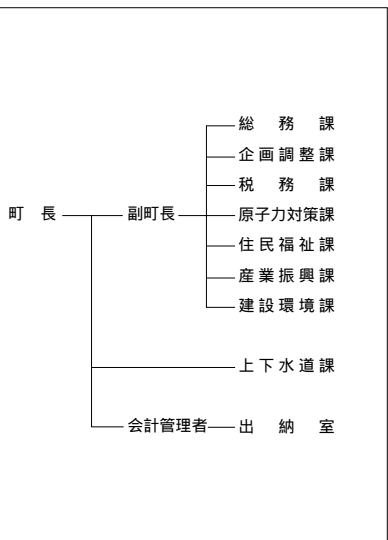 総務課
企画調整課
税務課
町長 副町長 原子力対策課
住民福祉課
産業振興課
建設環境課
上下水道課
会計管理者 出納室